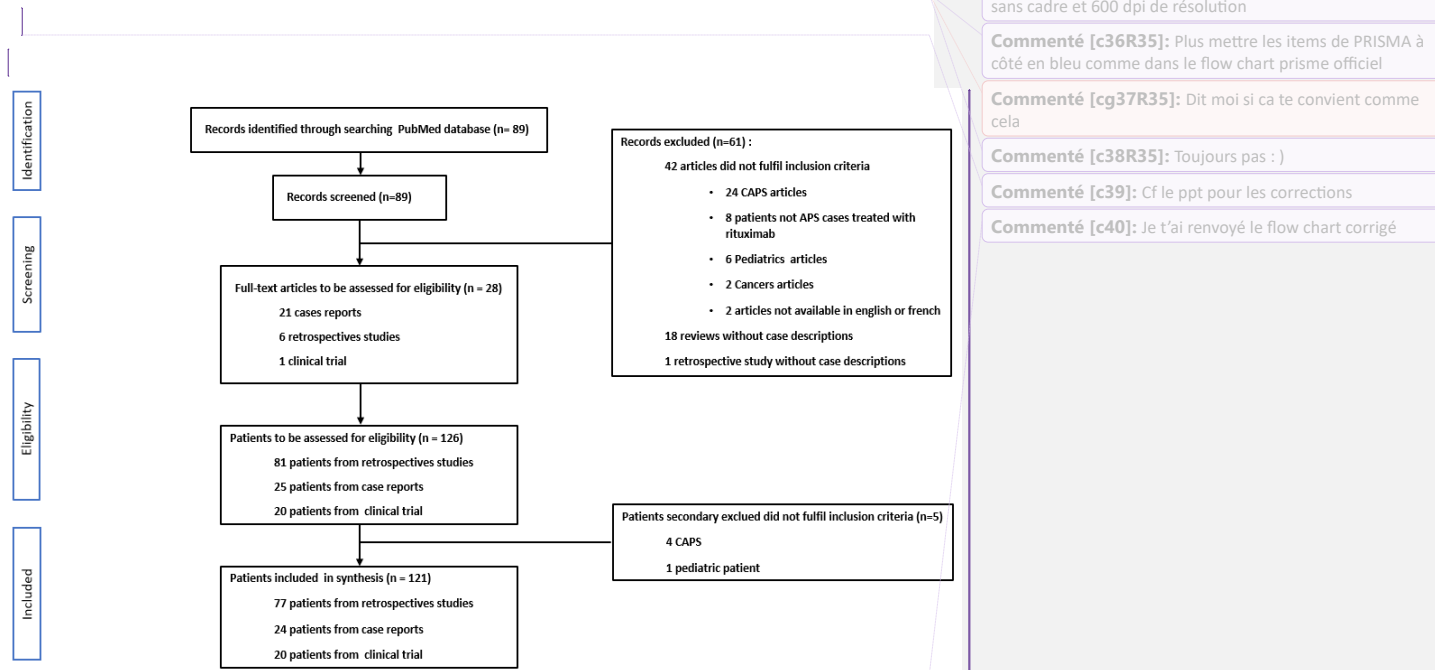 sans cadre et 600 dpi de résolution
Commenté [c36R35]: Plus mettre les items de PRISMA à
côté en bleu comme dans le flow chart prisme officiel
Commenté [cg37R35]: Dit moi si ca te convient comme
cela
Commenté [c38R35]: Toujours pas : )
Commenté [c39]: Cf le ppt pour les corrections
Commenté [c40]: Je t'ai renvoyé le flow chart corrigé
Identification
Records identified through searching PubMed database (n= 89)
Records screened (n=89)
Records excluded (n=61) :
42 articles did not fulfil inclusion criteria
• 24 CAPS articles
• 8 patients not APS cases treated with
rituximab
• 6 Pediatrics articles
• 2 Cancers articles
• 2 articles not available in english or french
18 reviews without case descriptions
1 retrospective study without case descriptions
Screening
Full-text articles to be assessed for eligibility (n = 28)
21 cases reports
6 retrospectives studies
1 clinical trial
Eligibility
Patients to be assessed for eligibility (n = 126)
81 patients from retrospectives studies
25 patients from case reports
20 patients from clinical trial
Patients secondary exclued did not fulfil inclusion criteria (n=5)
4 CAPS
1 pediatric patient
Included
Patients included in synthesis (n = 121)
77 patients from retrospectives studies
24 patients from case reports
20 patients from clinical trial